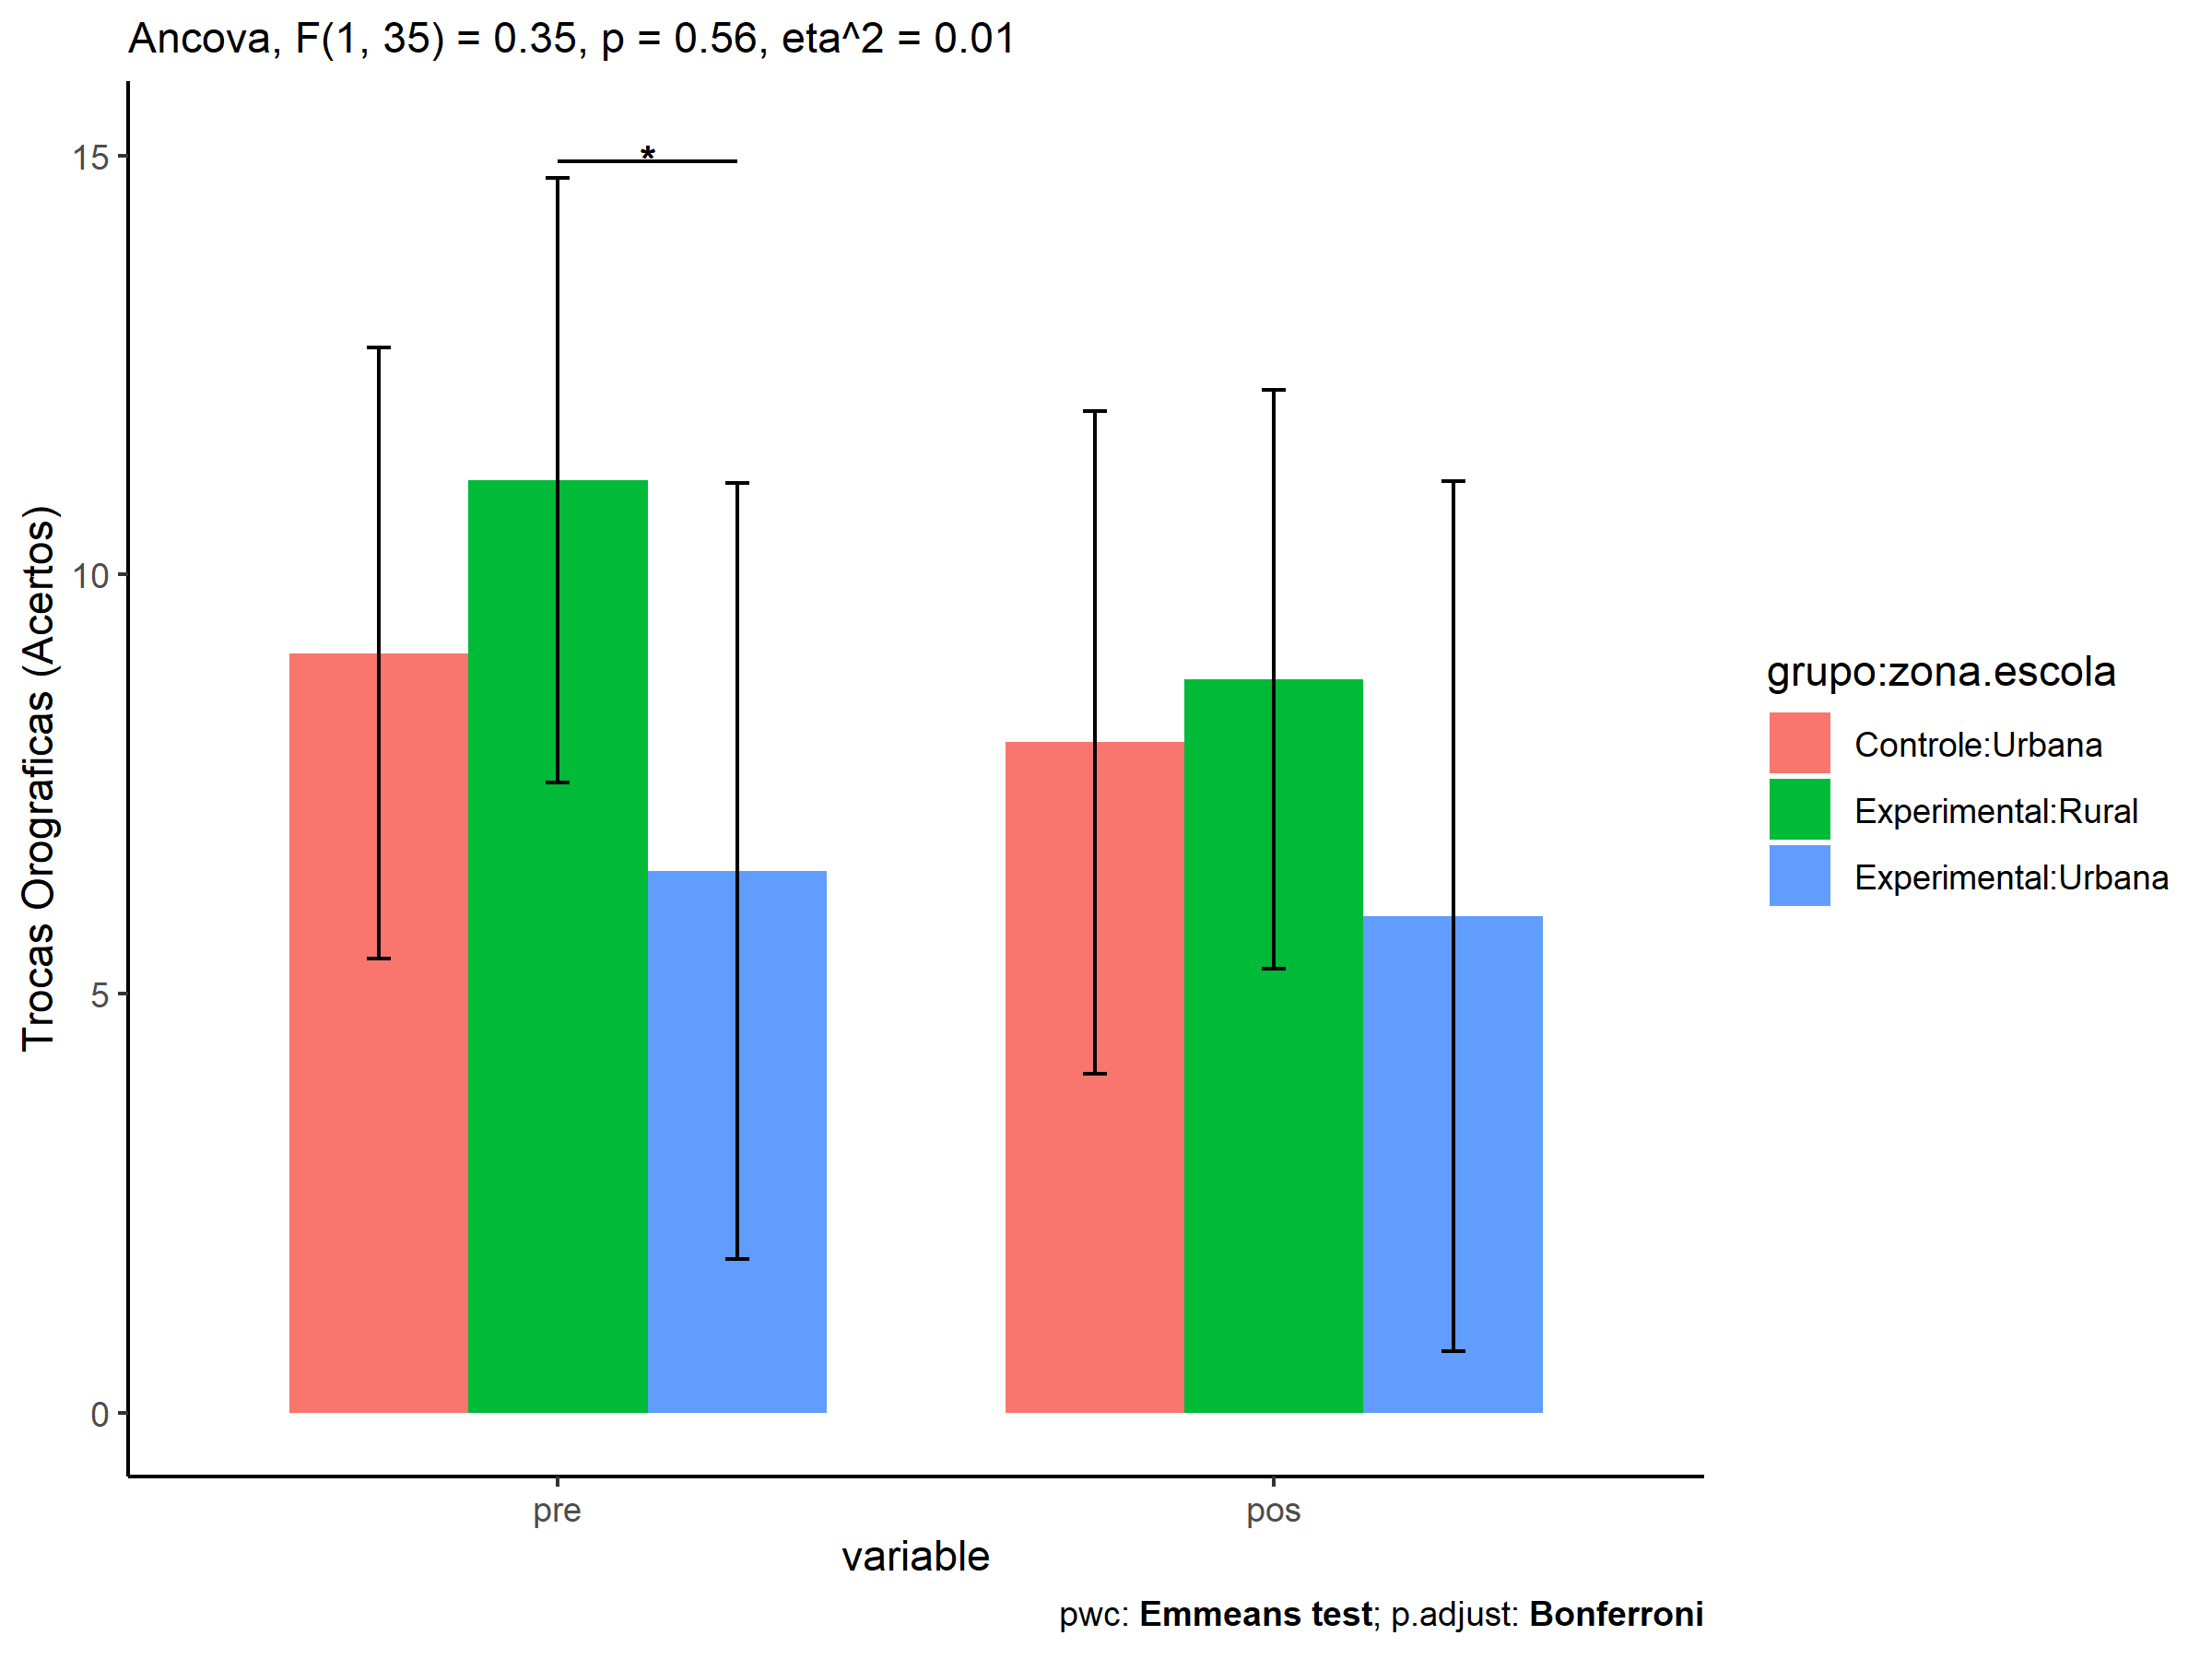 Ancova, F(1, 35) = 0.35, p = 0.56, eta^2 = 0.01
*
15
10
5
0
Trocas Orograficas (Acertos)
pre
pos
variable
grupo:zona.escola
Controle:Urbana
Experimental:Rural
Experimental:Urbana
pwc: Emmeans test; p.adjust: Bonferroni